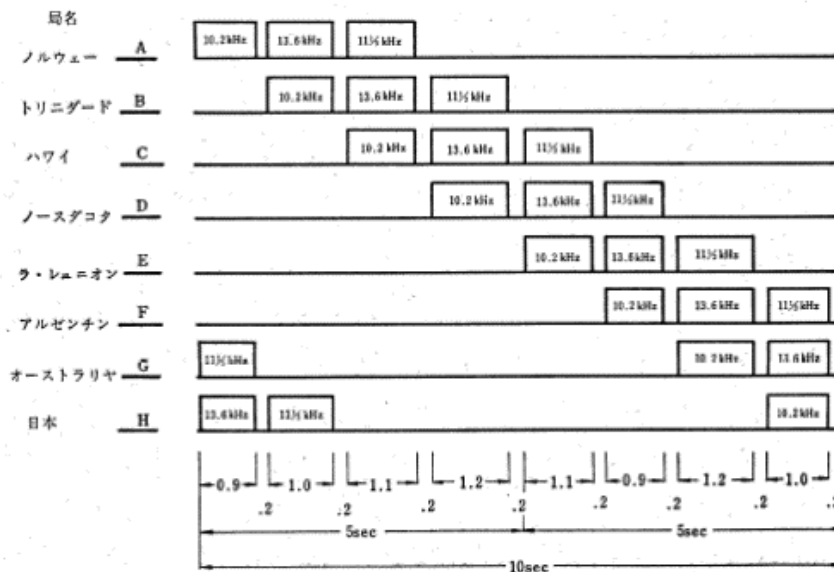 局名
ノルウェー A 10.2kHz 13.6kHz 11⅓kHz
トリニダード B 10.2kHz 13.6kHz 11⅓kHz
ハワイ C 10.2kHz 13.6kHz 11⅓kHz
ノースダコタ D 10.2kHz 13.6kHz 11⅓kHz
ラ・レユニオン E 10.2kHz 13.6kHz 11⅓kHz
アルゼンチン F 10.2kHz 13.6kHz 11⅓kHz
オーストラリヤ G 11⅓kHz 10.2kHz 13.6kHz
日本 H 13.6kHz 11⅓kHz 10.2kHz
0.9 1.0 1.1 1.2 1.1 0.9 1.2 1.0
.2 .2 .2 .2 .2 .2 .2 .2
5sec 5sec
10sec